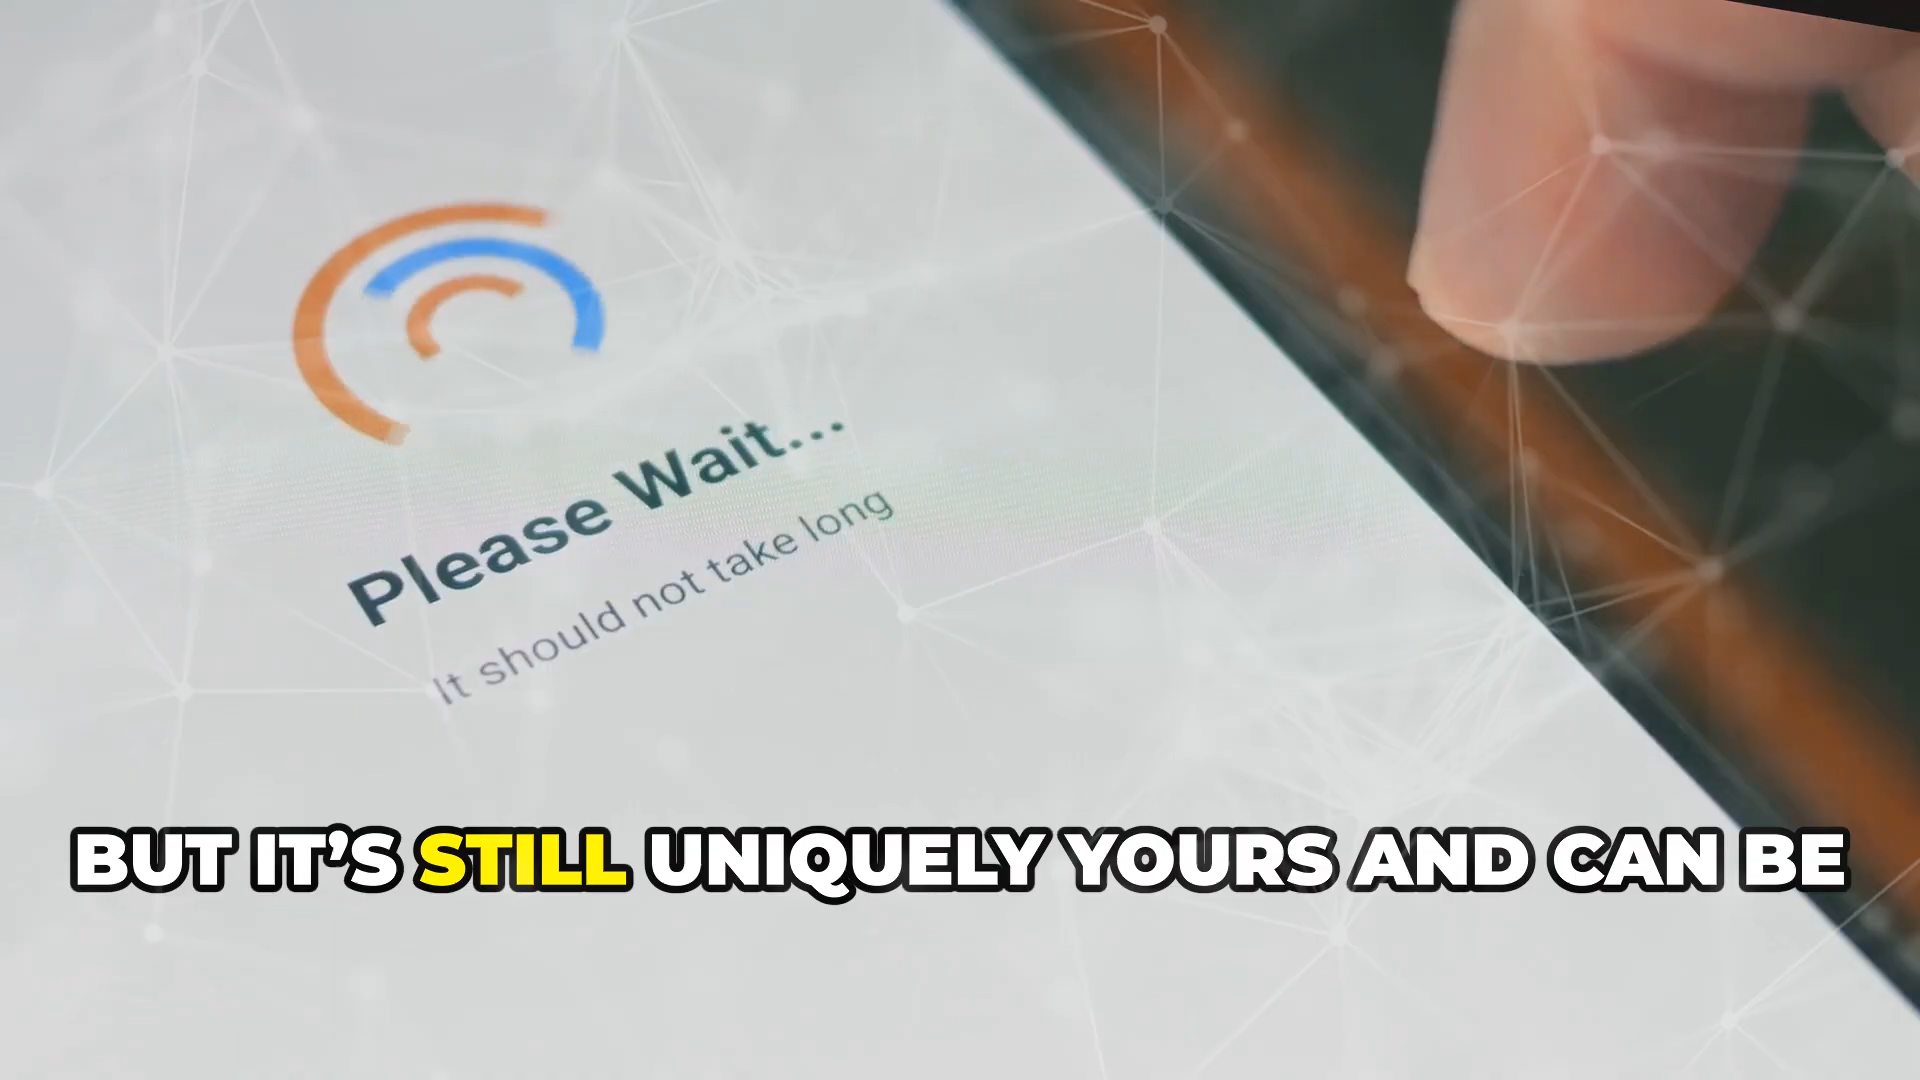 Please Wait...
It should not take long
BUT IT’S STILL UNIQUELY YOURS AND CAN BE